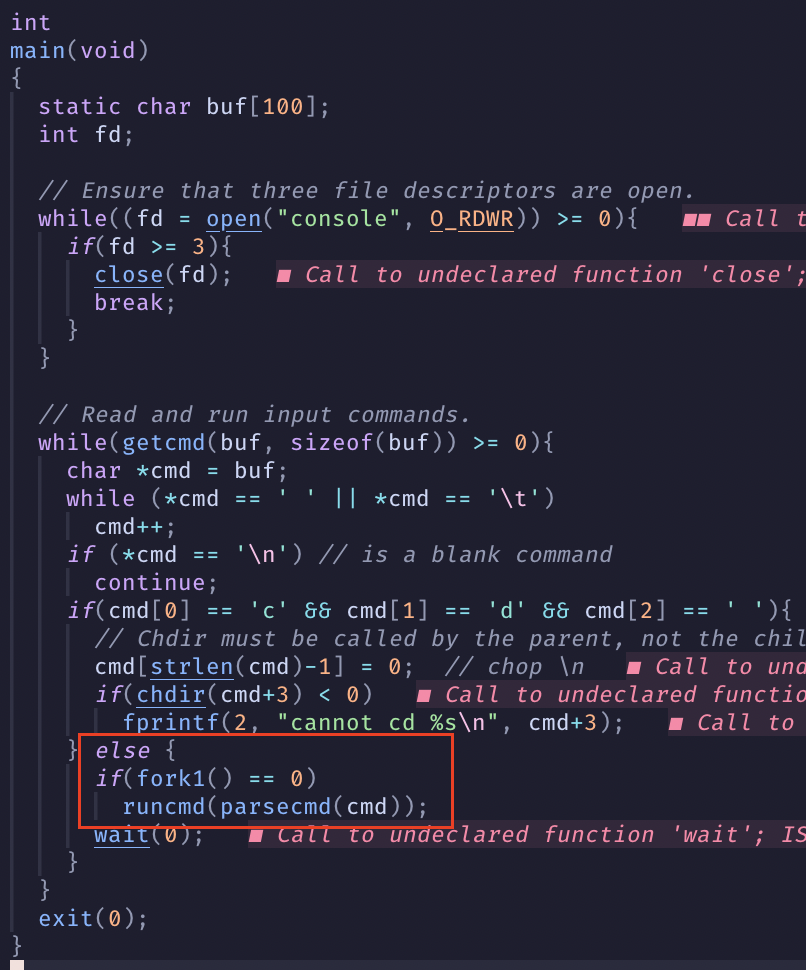 int
main(void)
{
  static char buf[100];
  int fd;

  // Ensure that three file descriptors are open.
  while((fd = open("console", O_RDWR)) >= 0){    ■■ Call t
    if(fd >= 3){
      close(fd);   ■ Call to undeclared function 'close';
      break;
    }
  }

  // Read and run input commands.
  while(getcmd(buf, sizeof(buf)) >= 0){
    char *cmd = buf;
    while (*cmd == ' ' || *cmd == '\t')
      cmd++;
    if (*cmd == '\n') // is a blank command
      continue;
    if(cmd[0] == 'c' && cmd[1] == 'd' && cmd[2] == ' '){
      // Chdir must be called by the parent, not the chil
      cmd[strlen(cmd)-1] = 0;  // chop \n   ■ Call to und
      if(chdir(cmd+3) < 0)   ■ Call to undeclared functio
        fprintf(2, "cannot cd %s\n", cmd+3);   ■ Call to
    } else {
      if(fork1() == 0)
        runcmd(parsecmd(cmd));
      wait(0);   ■ Call to undeclared function 'wait'; IS
    }
  }
  exit(0);
}